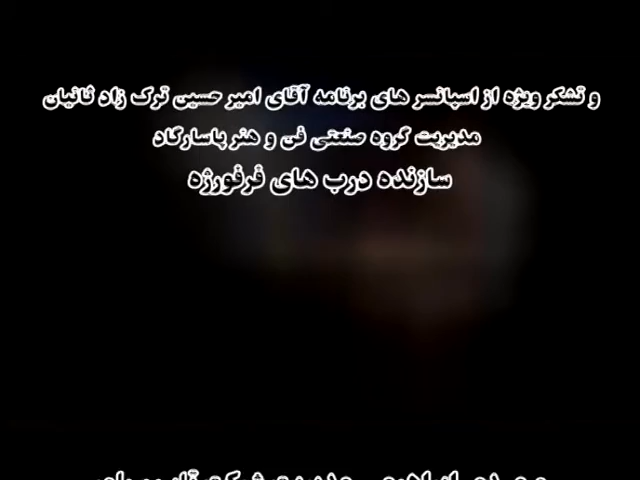 و تشکر ویژه از اسپانسر های برنامه آقای امیر حسین ترک زاد ثانیان
مدیریت گروه صنعتی فن و هنر پاسارگاد
سازنده درب های فرفورژه